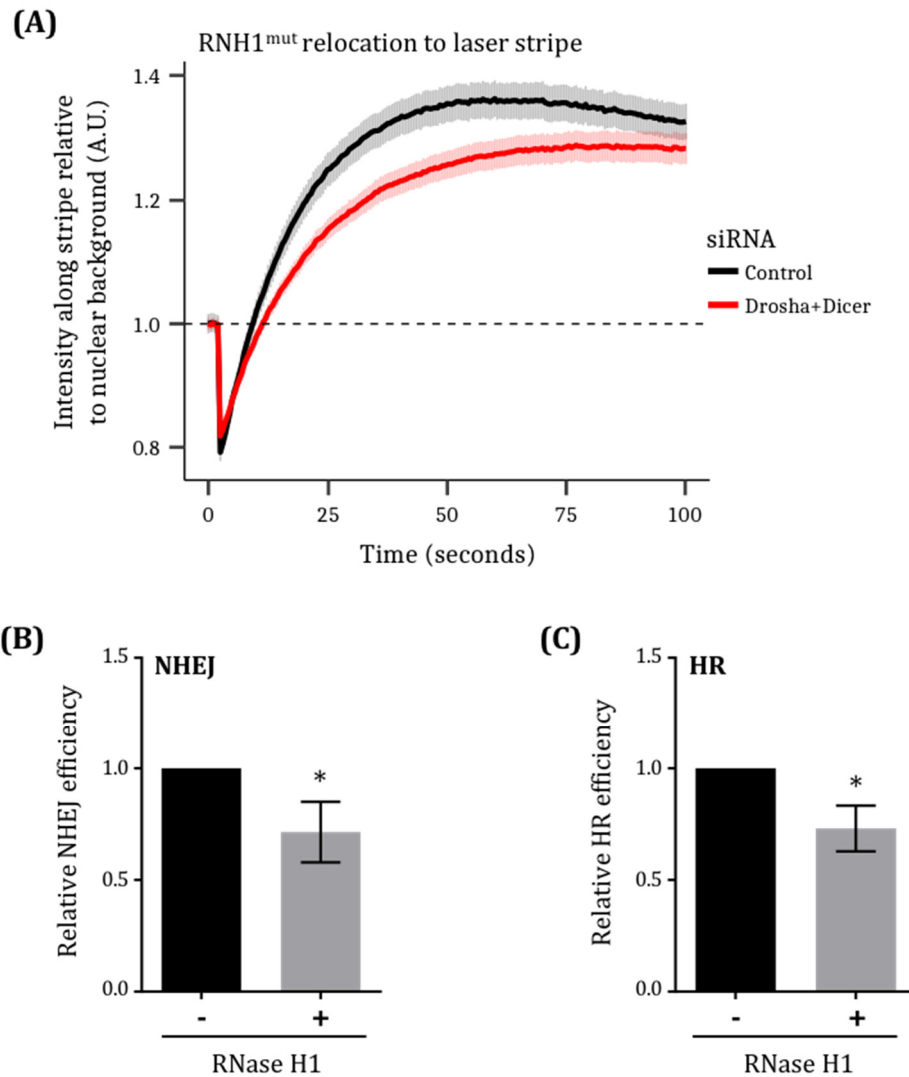 (A)
RNH1ᵐᵘᵗ relocation to laser stripe
Intensity along stripe relative
to nuclear background (A.U.)
1.4
1.2
1.0
0.8
0 25 50 75 100
Time (seconds)
siRNA
Control
Drosha+Dicer
(B)
NHEJ
Relative NHEJ efficiency
1.5
1.0
0.5
0.0
*
- +
RNase H1
(C)
HR
Relative HR efficiency
1.5
1.0
0.5
0.0
*
- +
RNase H1